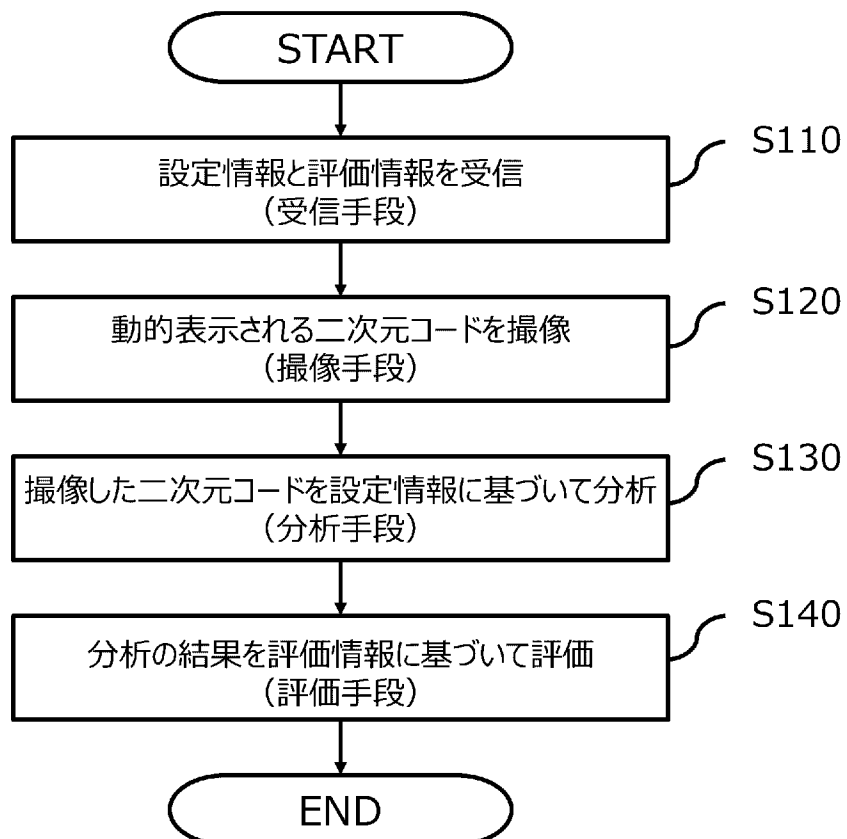 START
設定情報と評価情報を受信
（受信手段）
S110
動的表示される二次元コードを撮像
（撮像手段）
S120
撮像した二次元コードを設定情報に基づいて分析
（分析手段）
S130
分析の結果を評価情報に基づいて評価
（評価手段）
S140
END